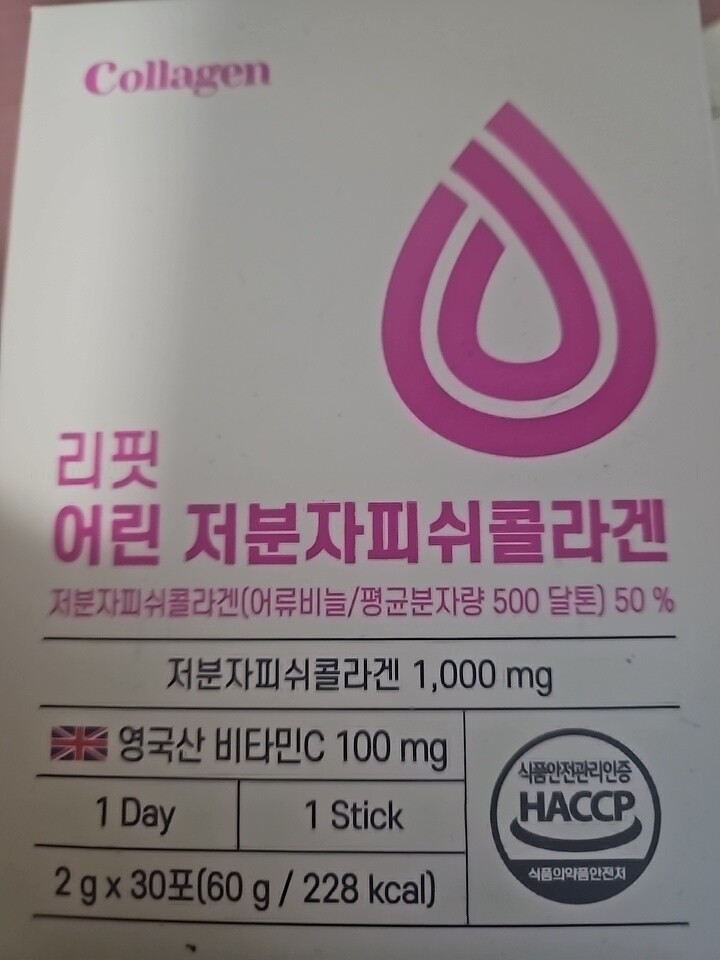 Collagen
리핏
어린 저분자피쉬콜라겐
저분자피쉬콜라겐(어류비늘/평균분자량 500 달톤) 50 %
저분자피쉬콜라겐 1,000 mg
영국산 비타민C 100 mg
1 Day
1 Stick
2 g x 30포(60 g / 228 kcal)
식품안전관리인증
HACCP
식품의약품안전처